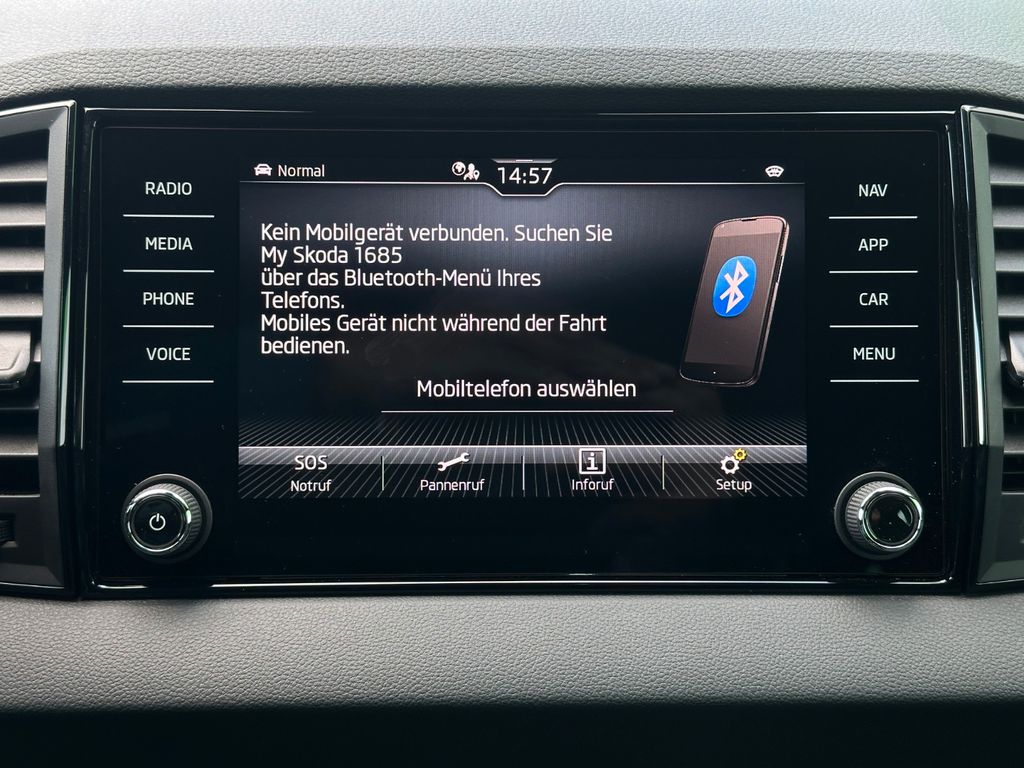 Normal
14:57
RADIO
MEDIA
PHONE
VOICE
Kein Mobilgerät verbunden. Suchen Sie
My Skoda 1685
über das Bluetooth-Menü Ihres
Telefons.
Mobiles Gerät nicht während der Fahrt
bedienen.
Mobiltelefon auswählen
NAV
APP
CAR
MENU
SOS
Notruf
Pannenruf
Inforuf
Setup